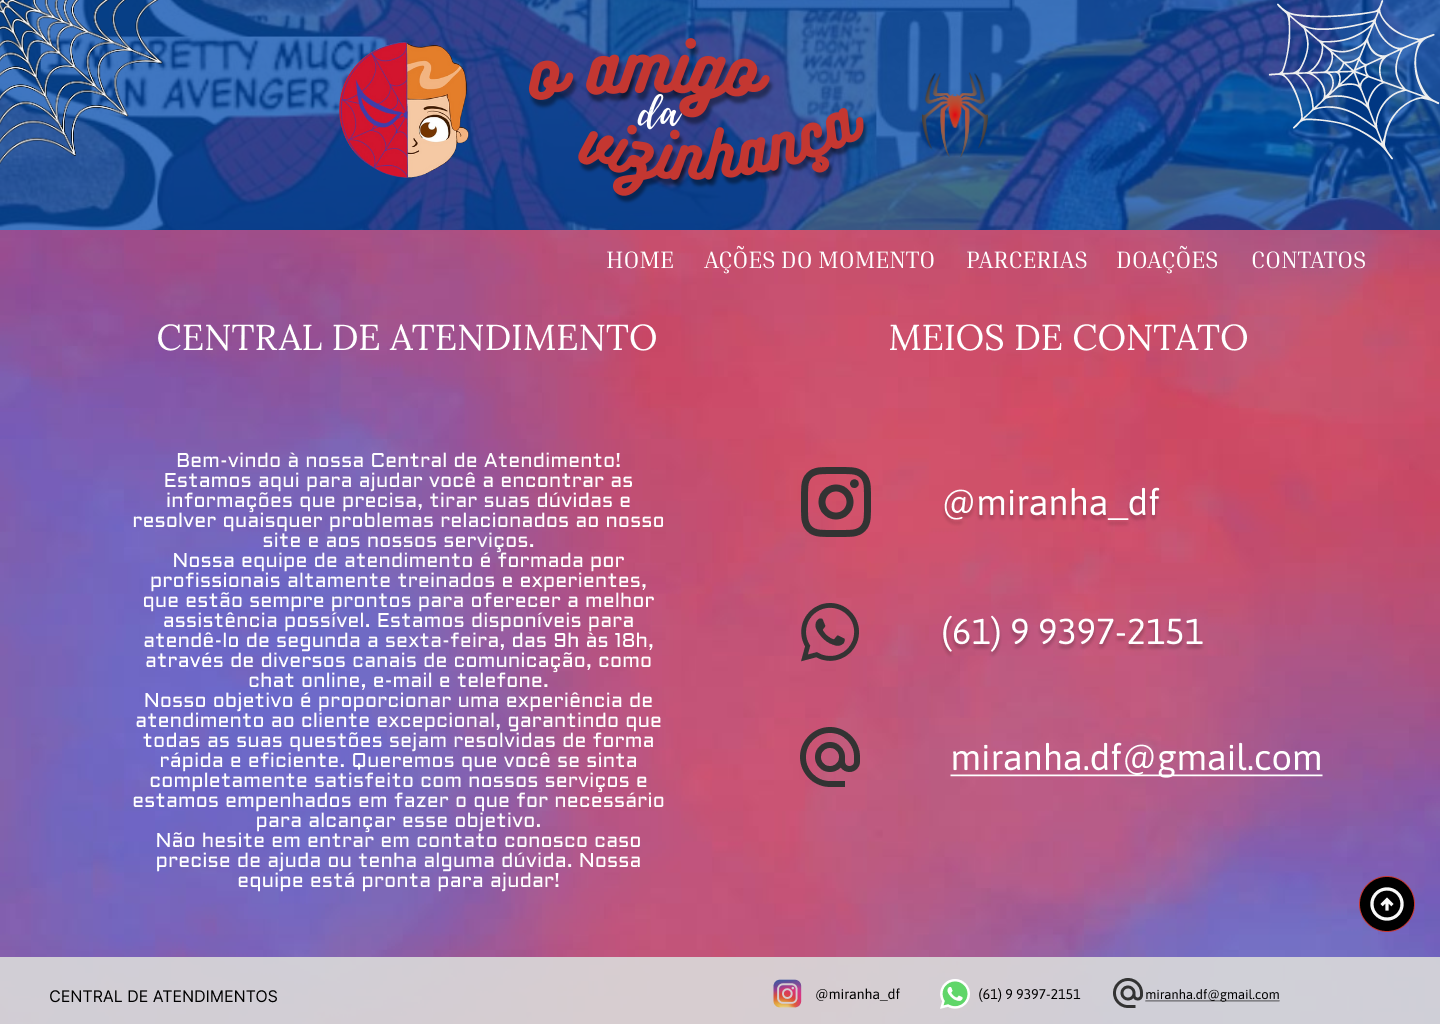 PRETTY MUCH
AN AVENGER.
o amigo
da
vizinhança
HOME AÇÕES DO MOMENTO PARCERIAS DOAÇÕES CONTATOS
CENTRAL DE ATENDIMENTO
Bem-vindo à nossa Central de Atendimento!
Estamos aqui para ajudar você a encontrar as
informações que precisa, tirar suas dúvidas e
resolver quaisquer problemas relacionados ao nosso
site e aos nossos serviços.
Nossa equipe de atendimento é formada por
profissionais altamente treinados e experientes,
que estão sempre prontos para oferecer a melhor
assistência possível. Estamos disponíveis para
atendê-lo de segunda a sexta-feira, das 9h às 18h,
através de diversos canais de comunicação, como
chat online, e-mail e telefone.
Nosso objetivo é proporcionar uma experiência de
atendimento ao cliente excepcional, garantindo que
todas as suas questões sejam resolvidas de forma
rápida e eficiente. Queremos que você se sinta
completamente satisfeito com nossos serviços e
estamos empenhados em fazer o que for necessário
para alcançar esse objetivo.
Não hesite em entrar em contato conosco caso
precise de ajuda ou tenha alguma dúvida. Nossa
equipe está pronta para ajudar!
MEIOS DE CONTATO
@miranha_df
(61) 9 9397-2151
miranha.df@gmail.com
CENTRAL DE ATENDIMENTOS
@miranha_df
(61) 9 9397-2151
miranha.df@gmail.com